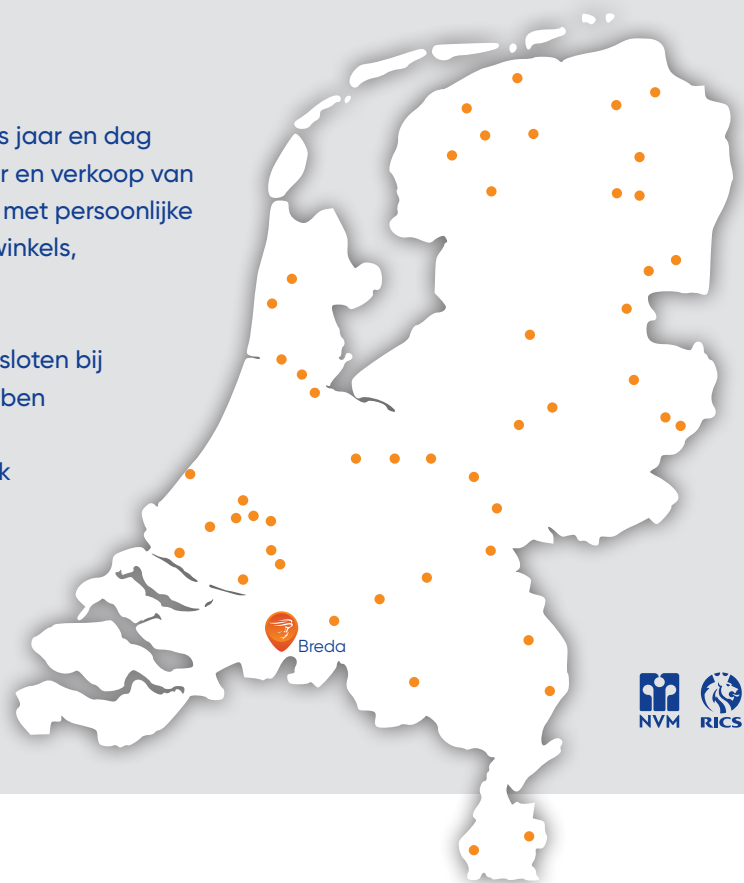 s jaar en dag
r en verkoop van
met persoonlijke
winkels,
sloten bij
ben
k
Breda
NVM
RICS